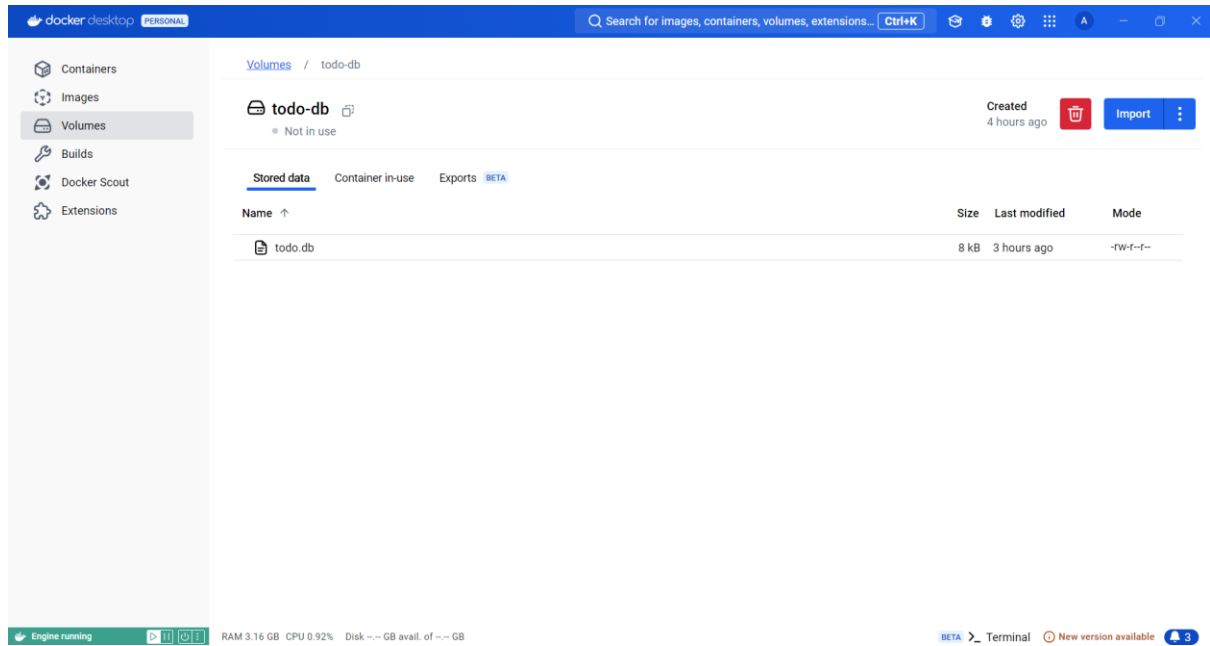 docker desktop PERSONAL Search for images, containers, volumes, extensions... Ctrl+K A
Containers
Images
Volumes
Builds
Docker Scout
Extensions
Volumes / todo-db
todo-db
Not in use
Created
4 hours ago
Import
Stored data Container in-use Exports BETA
Name Size Last modified Mode
todo.db 8 kB 3 hours ago -rw-r--r--
Engine running RAM 3.16 GB CPU 0.92% Disk --.-- GB avail. of --.-- GB BETA >_ Terminal New version available 3